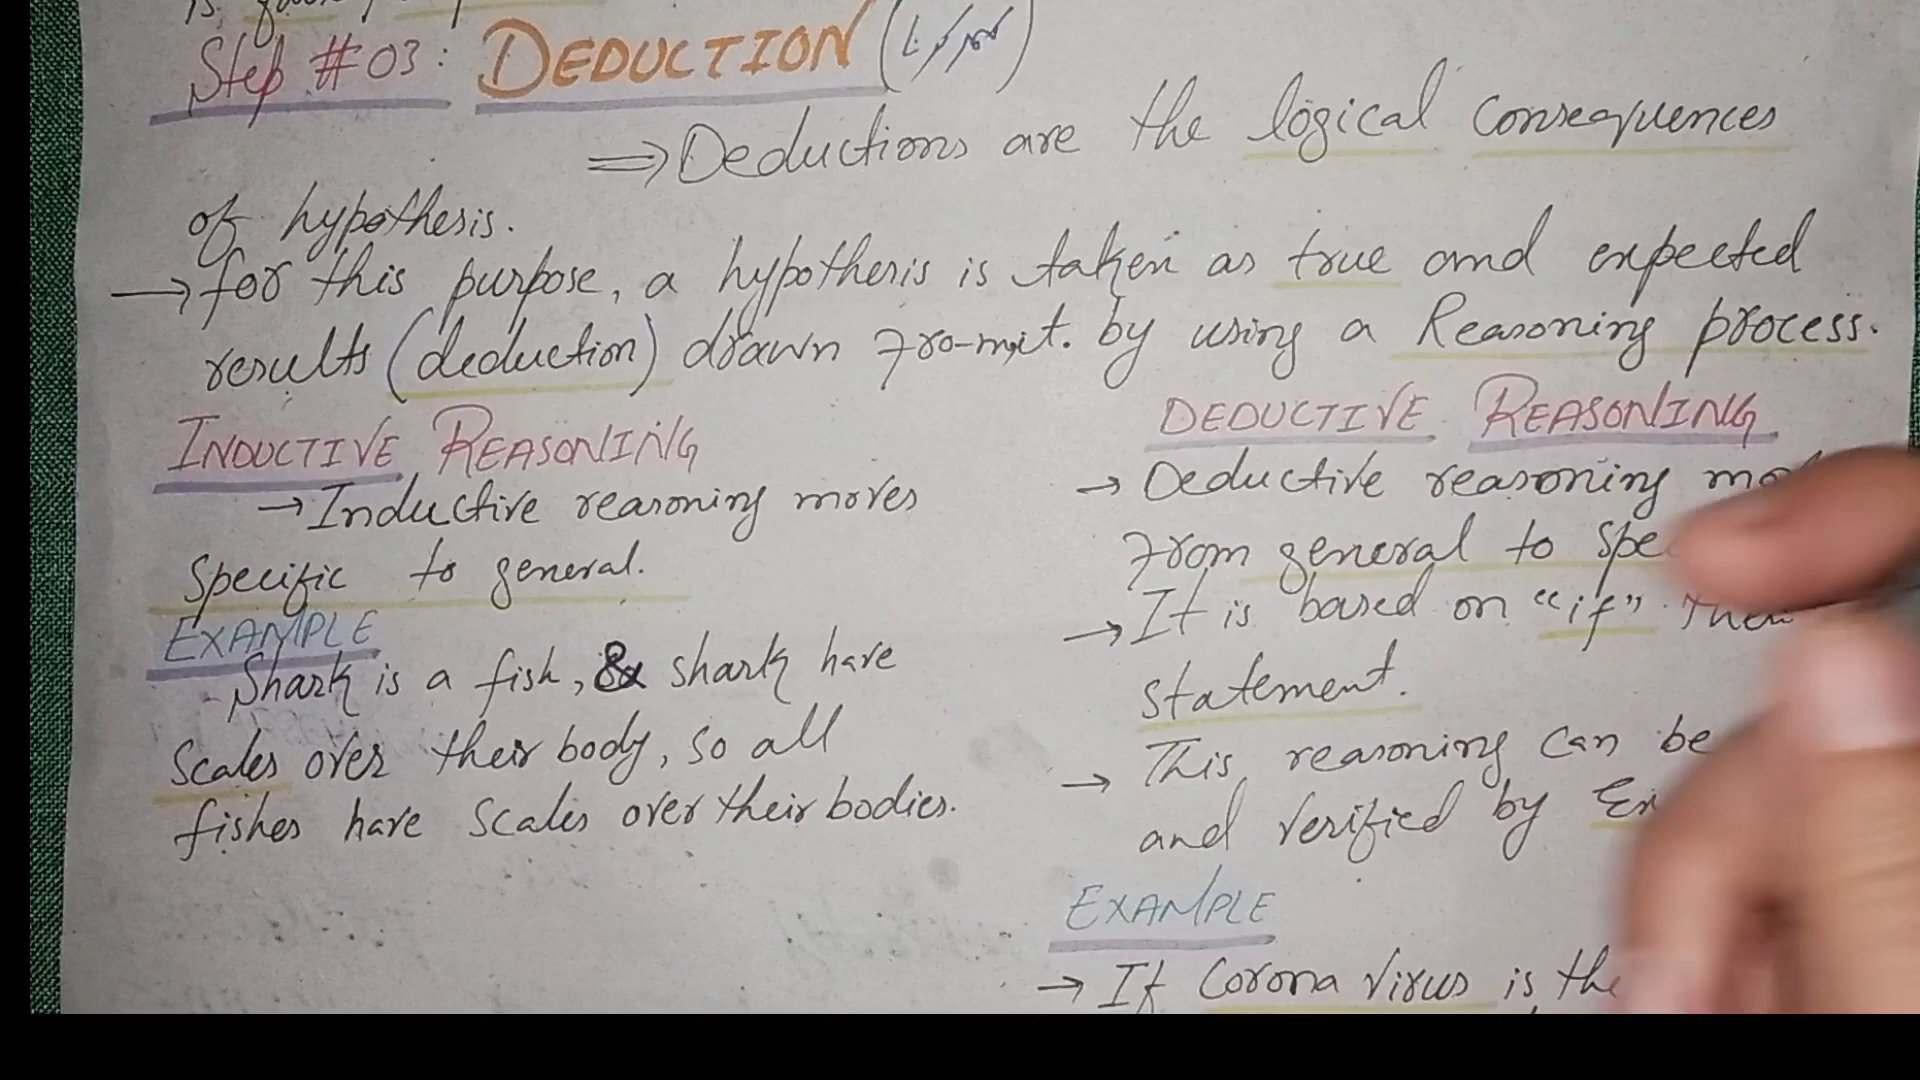 Step #03: DEDUCTION
⇒ Deductions are the logical consequences
of hypothesis.
→ for this purpose, a hypothesis is taken as true and expected
results (deduction) drawn fro-m it. by using a Reasoning process.
INDUCTIVE REASONING
→ Inductive reasoning moves
Specific to general.
EXAMPLE
Shark is a fish, & shark have
Scales over their body, so all
fishes have Scales over their bodies.
DEDUCTIVE REASONING
→ Deductive reasoning
From general to
→ It is based on "if" Then
statement.
→ This reasoning can be
and verified by
EXAMPLE
→ If Corona Virus is the